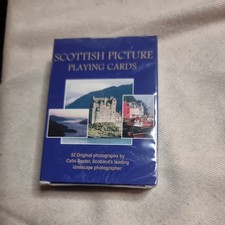 SCOTTISH PICTURE
PLAYING CARDS
52 Original photographs by
Colin Baxter, Scotland's leading
landscape photographer